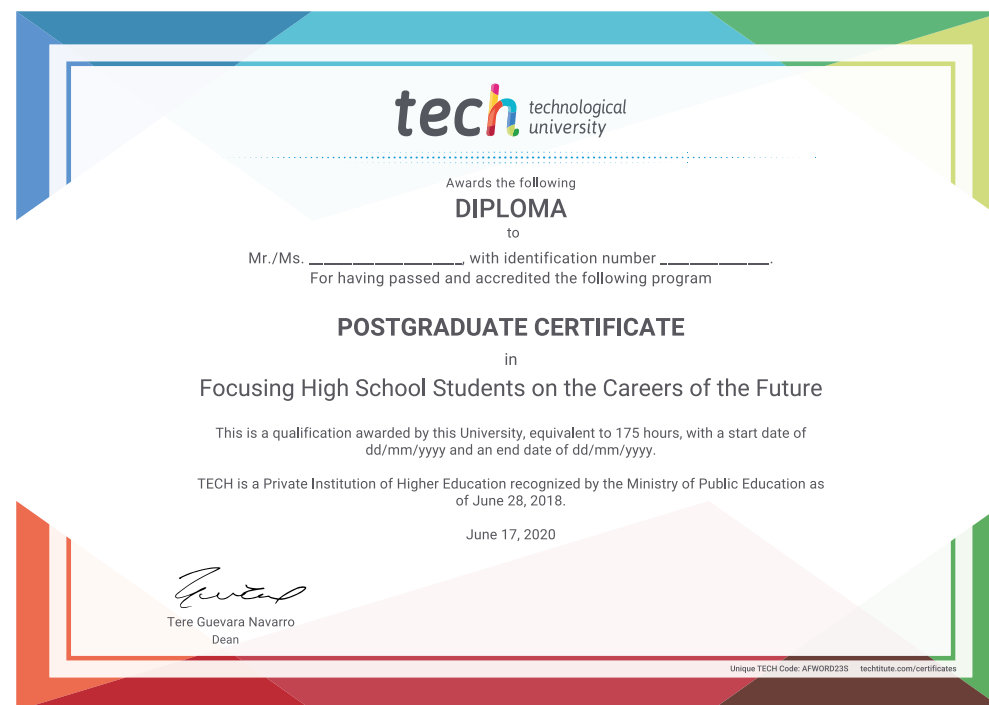 tech technological
university
Awards the following
DIPLOMA
to
Mr./Ms. ____________________, with identification number ______________.
For having passed and accredited the following program
POSTGRADUATE CERTIFICATE
in
Focusing High School Students on the Careers of the Future
This is a qualification awarded by this University, equivalent to 175 hours, with a start date of
dd/mm/yyyy and an end date of dd/mm/yyyy.
TECH is a Private Institution of Higher Education recognized by the Ministry of Public Education as
of June 28, 2018.
June 17, 2020
Tere Guevara Navarro
Dean
Unique TECH Code: AFWORD23S techtitute.com/certificates